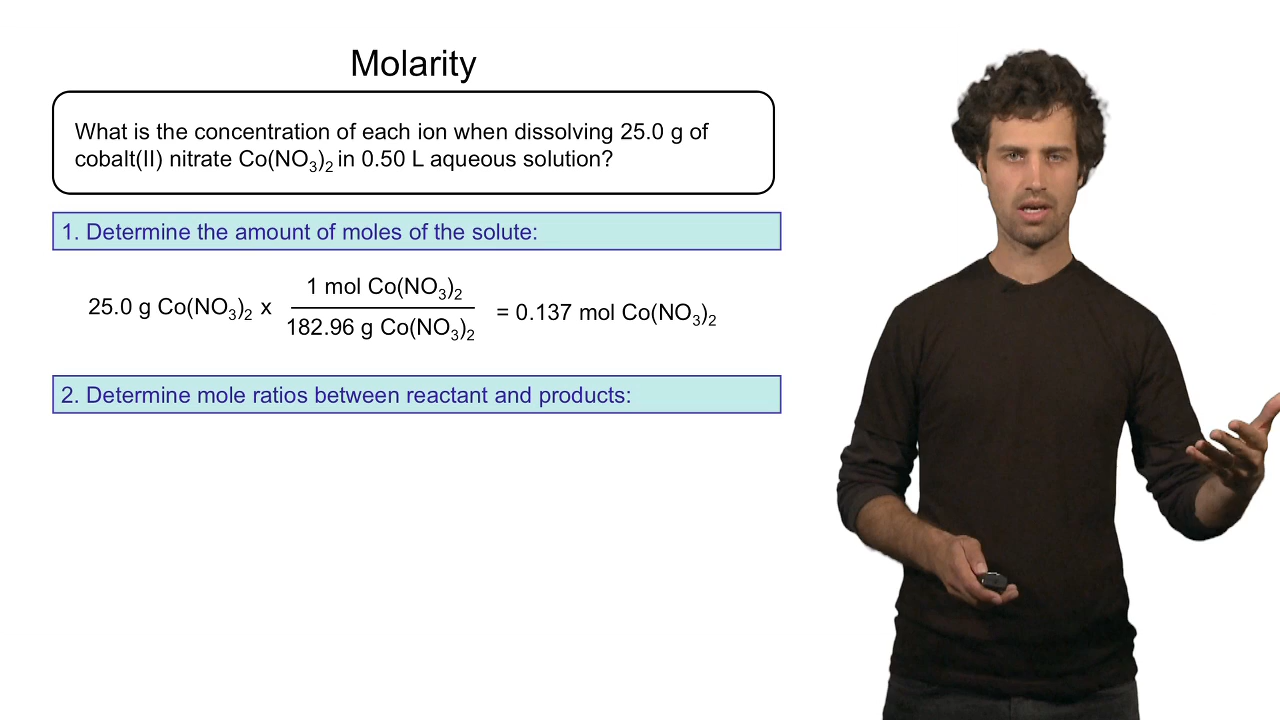 Molarity
What is the concentration of each ion when dissolving 25.0 g of
cobalt(II) nitrate Co(NO₃)₂ in 0.50 L aqueous solution?
1. Determine the amount of moles of the solute:
25.0 g Co(NO₃)₂ x
1 mol Co(NO₃)₂
182.96 g Co(NO₃)₂
= 0.137 mol Co(NO₃)₂
2. Determine mole ratios between reactant and products: